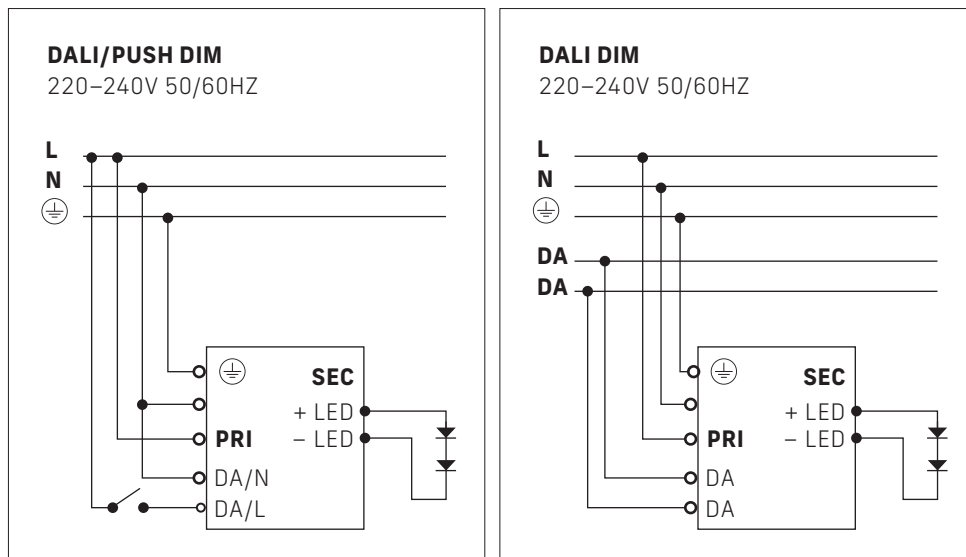 DALI/PUSH DIM
220–240V 50/60HZ
L
N
SEC
+ LED
PRI
– LED
DA/N
DA/L
DALI DIM
220–240V 50/60HZ
L
N
DA
DA
SEC
+ LED
PRI
– LED
DA
DA